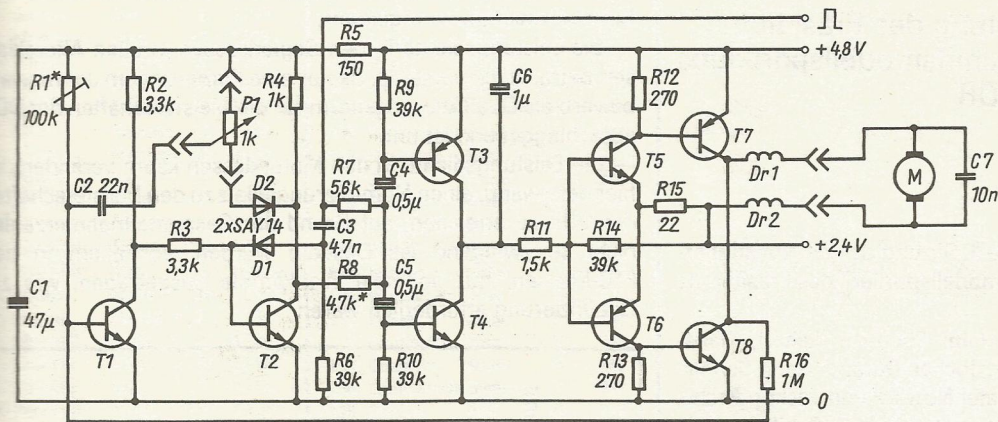 R5
150
+4,8V
R1*
100k
R2
3,3k
P1
1k
R4
1k
R9
39k
C6
1µ
R12
270
T3
T5
T7
Dr1
Dr2
M
C7
10n
C2 22n
D2
2xSAY14
D1
R7
5,6k
C4
0,5µ
C3
4,7n
R3
3,3k
R8
4,7k*
C5
0,5µ
R11
1,5k
R15
22
R14
39k
+2,4V
C1
47µ
T1
T2
R6
39k
R10
39k
T4
T6
R13
270
T8
R16
1M
0